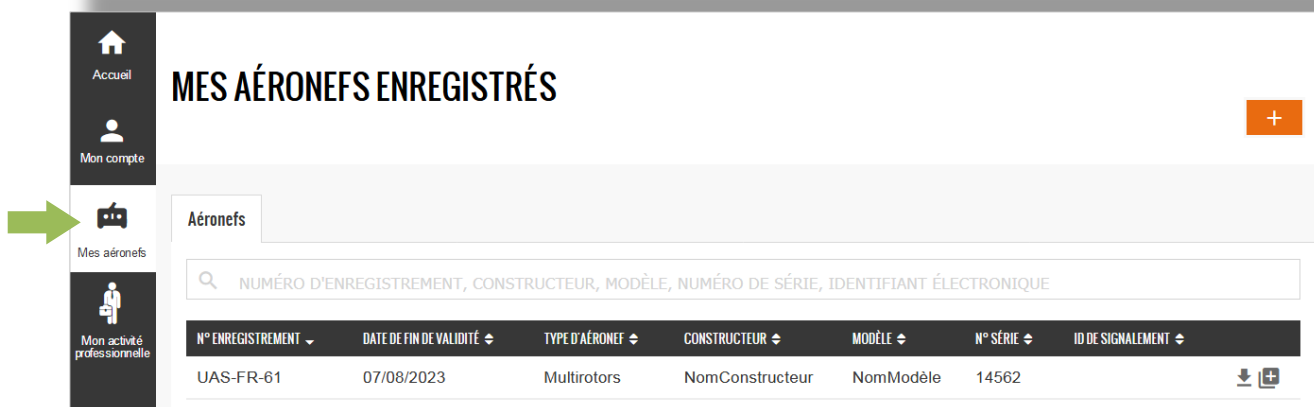 Accueil
Mon compte
Mes aéronefs
Mon activité
professionnelle
MES AÉRONEFS ENREGISTRÉS
+
Aéronefs
NUMÉRO D'ENREGISTREMENT, CONSTRUCTEUR, MODÈLE, NUMÉRO DE SÉRIE, IDENTIFIANT ÉLECTRONIQUE
N° ENREGISTREMENT DATE DE FIN DE VALIDITÉ TYPE D'AÉRONEF CONSTRUCTEUR MODÈLE N° SÉRIE ID DE SIGNALEMENT
UAS-FR-61 07/08/2023 Multirotors NomConstructeur NomModèle 14562